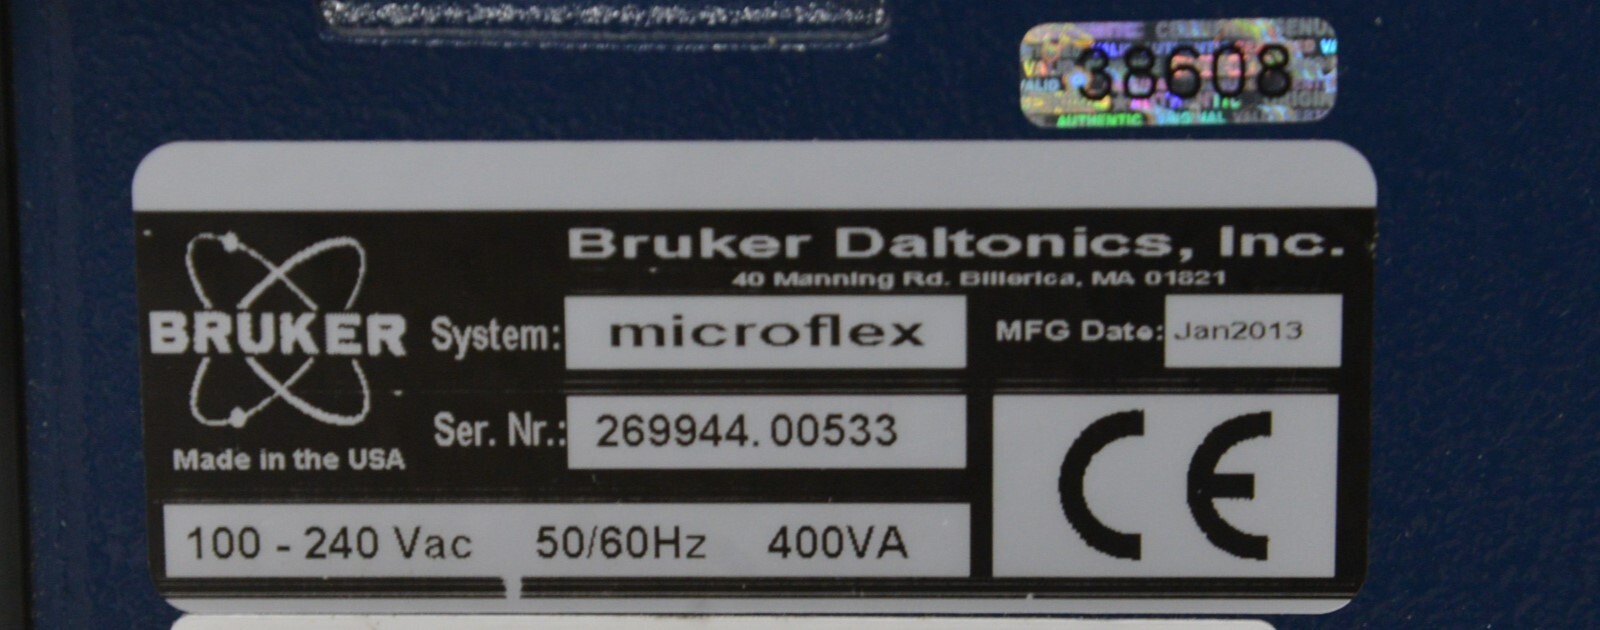 38608
AUTHENTIC
Bruker Daltonics, Inc.
40 Manning Rd. Billerica, MA 01821
BRUKER
System: microflex MFG Date: Jan2013
Ser. Nr.: 269944.00533
Made in the USA
CE
100 - 240 Vac 50/60Hz 400VA